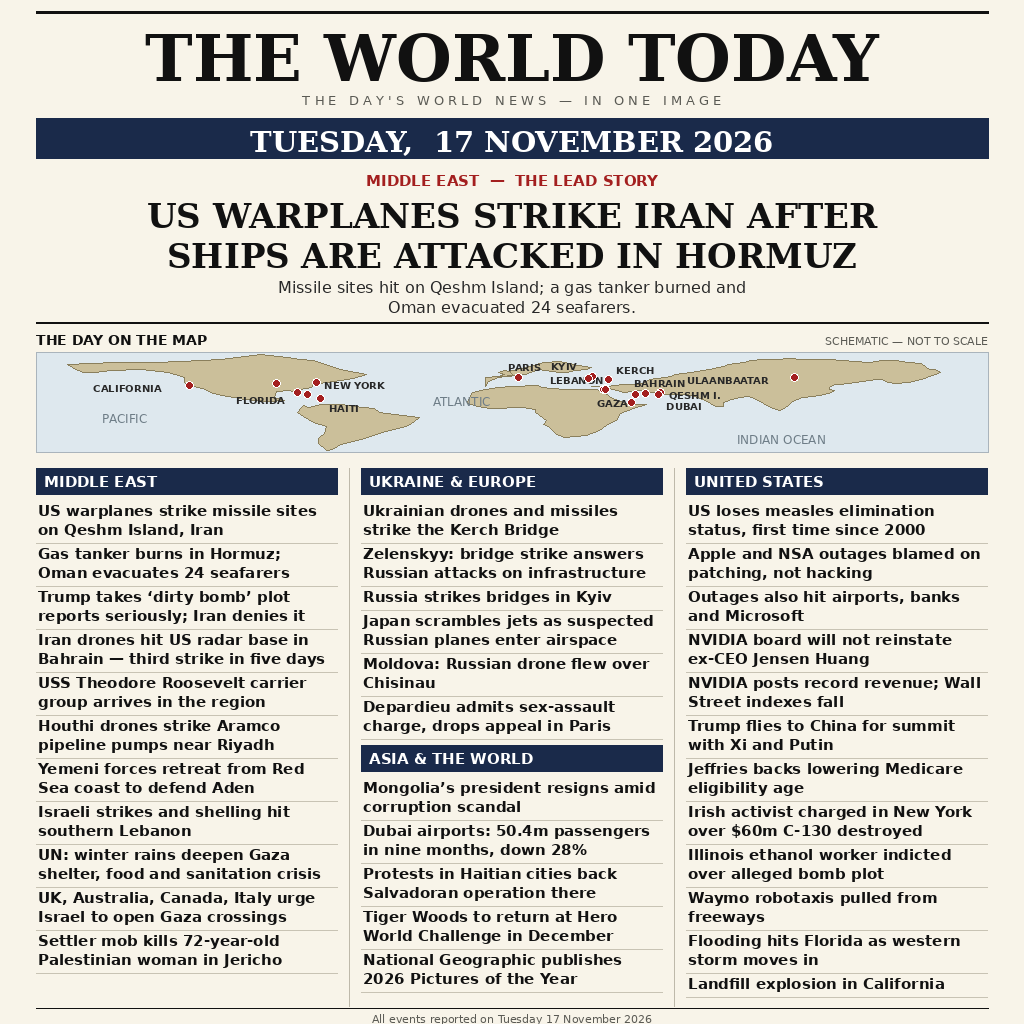 THE WORLD TODAY
THE DAY'S WORLD NEWS — IN ONE IMAGE
TUESDAY, 17 NOVEMBER 2026
MIDDLE EAST — THE LEAD STORY
US WARPLANES STRIKE IRAN AFTER
SHIPS ARE ATTACKED IN HORMUZ
Missile sites hit on Qeshm Island; a gas tanker burned and
Oman evacuated 24 seafarers.
THE DAY ON THE MAP
SCHEMATIC — NOT TO SCALE
CALIFORNIA
FLORIDA
NEW YORK
HAITI
PACIFIC
ATLANTIC
PARIS
KYIV
LEBANON
KERCH
GAZA
BAHRAIN
QESHM I.
DUBAI
ULAANBAATAR
INDIAN OCEAN
MIDDLE EAST
US warplanes strike missile sites
on Qeshm Island, Iran
Gas tanker burns in Hormuz;
Oman evacuates 24 seafarers
Trump takes ‘dirty bomb’ plot
reports seriously; Iran denies it
Iran drones hit US radar base in
Bahrain — third strike in five days
USS Theodore Roosevelt carrier
group arrives in the region
Houthi drones strike Aramco
pipeline pumps near Riyadh
Yemeni forces retreat from Red
Sea coast to defend Aden
Israeli strikes and shelling hit
southern Lebanon
UN: winter rains deepen Gaza
shelter, food and sanitation crisis
UK, Australia, Canada, Italy urge
Israel to open Gaza crossings
Settler mob kills 72-year-old
Palestinian woman in Jericho
UKRAINE & EUROPE
Ukrainian drones and missiles
strike the Kerch Bridge
Zelenskyy: bridge strike answers
Russian attacks on infrastructure
Russia strikes bridges in Kyiv
Japan scrambles jets as suspected
Russian planes enter airspace
Moldova: Russian drone flew over
Chisinau
Depardieu admits sex-assault
charge, drops appeal in Paris
ASIA & THE WORLD
Mongolia’s president resigns amid
corruption scandal
Dubai airports: 50.4m passengers
in nine months, down 28%
Protests in Haitian cities back
Salvadoran operation there
Tiger Woods to return at Hero
World Challenge in December
National Geographic publishes
2026 Pictures of the Year
UNITED STATES
US loses measles elimination
status, first time since 2000
Apple and NSA outages blamed on
patching, not hacking
Outages also hit airports, banks
and Microsoft
NVIDIA board will not reinstate
ex-CEO Jensen Huang
NVIDIA posts record revenue; Wall
Street indexes fall
Trump flies to China for summit
with Xi and Putin
Jeffries backs lowering Medicare
eligibility age
Irish activist charged in New York
over $60m C-130 destroyed
Illinois ethanol worker indicted
over alleged bomb plot
Waymo robotaxis pulled from
freeways
Flooding hits Florida as western
storm moves in
Landfill explosion in California
All events reported on Tuesday 17 November 2026